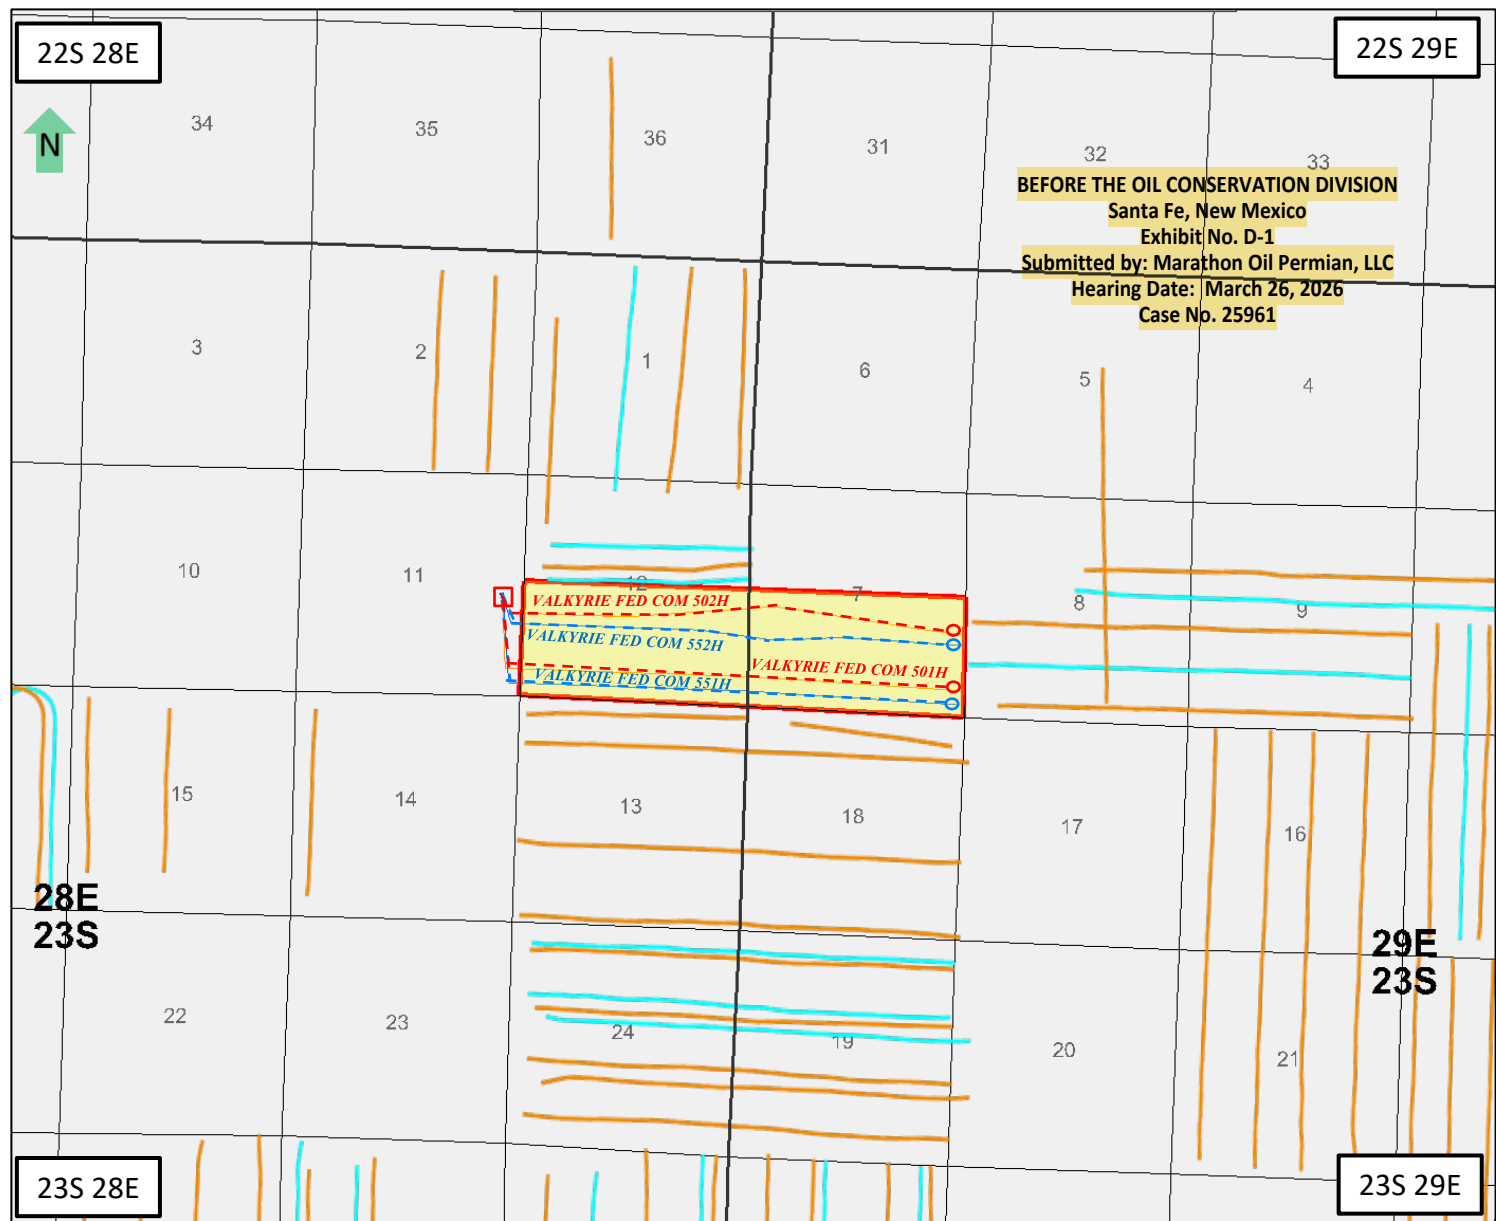 22S 28E
22S 29E
N
34
35
36
31
32
33
BEFORE THE OIL CONSERVATION DIVISION
Santa Fe, New Mexico
Exhibit No. D-1
Submitted by: Marathon Oil Permian, LLC
Hearing Date: March 26, 2026
Case No. 25961
3
2
1
6
5
4
10
11
12
7
8
9
VALKYRIE FED COM 502H
VALKYRIE FED COM 552H
VALKYRIE FED COM 501H
VALKYRIE FED COM 551H
15
14
13
18
17
16
28E
23S
29E
23S
22
23
24
19
20
21
23S 28E
23S 29E